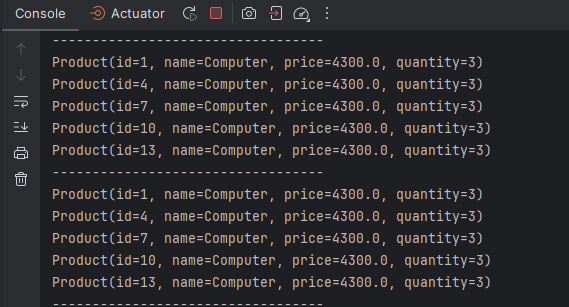 Console Actuator
---------------------------------
Product(id=1, name=Computer, price=4300.0, quantity=3)
Product(id=4, name=Computer, price=4300.0, quantity=3)
Product(id=7, name=Computer, price=4300.0, quantity=3)
Product(id=10, name=Computer, price=4300.0, quantity=3)
Product(id=13, name=Computer, price=4300.0, quantity=3)
---------------------------------
Product(id=1, name=Computer, price=4300.0, quantity=3)
Product(id=4, name=Computer, price=4300.0, quantity=3)
Product(id=7, name=Computer, price=4300.0, quantity=3)
Product(id=10, name=Computer, price=4300.0, quantity=3)
Product(id=13, name=Computer, price=4300.0, quantity=3)
---------------------------------